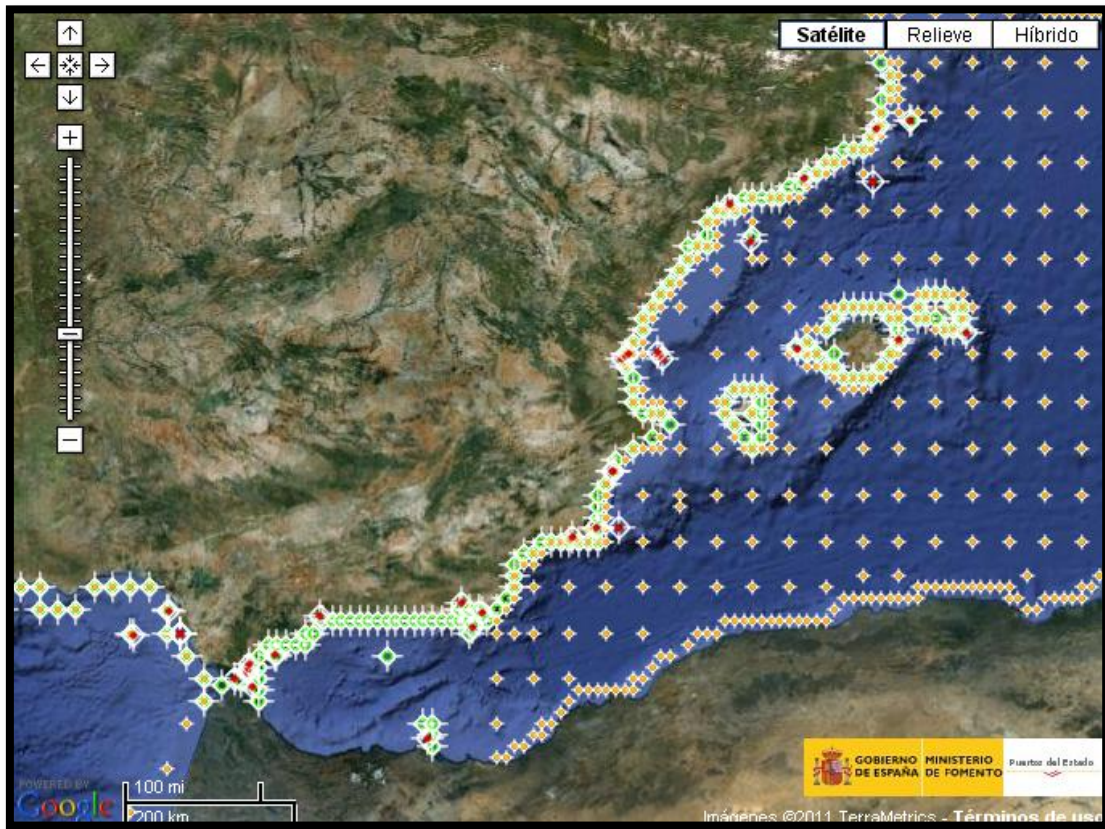 Satélite Relieve Híbrido
POWERED BY
Google
100 mi
200 km
GOBIERNO DE ESPAÑA
MINISTERIO DE FOMENTO
Puertos del Estado
Imágenes ©2011 TerraMetrics - Términos de uso